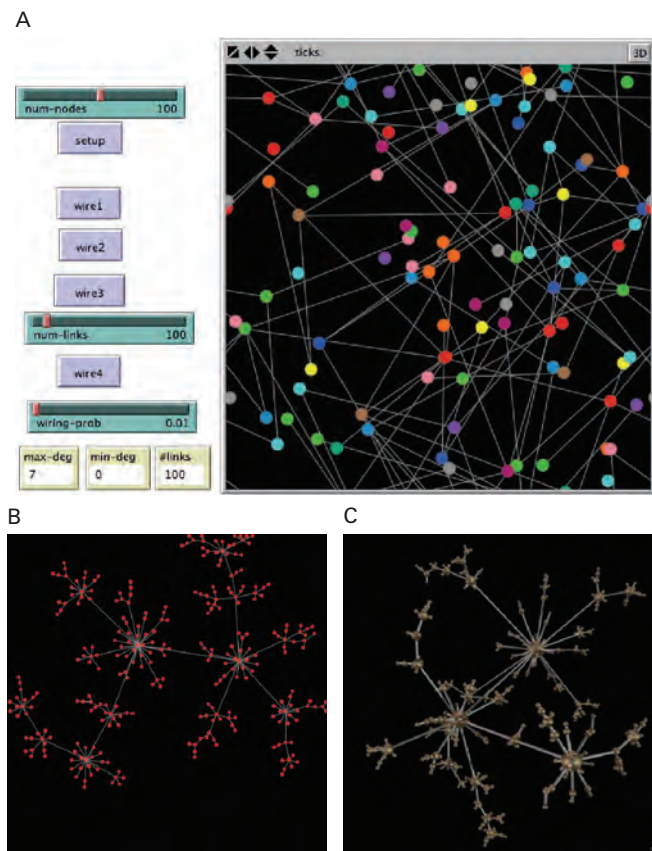 A
ticks:
3D
num-nodes 100
setup
wire1
wire2
wire3
num-links 100
wire4
wiring-prob 0.01
max-deg min-deg #links
7 0 100
B
C